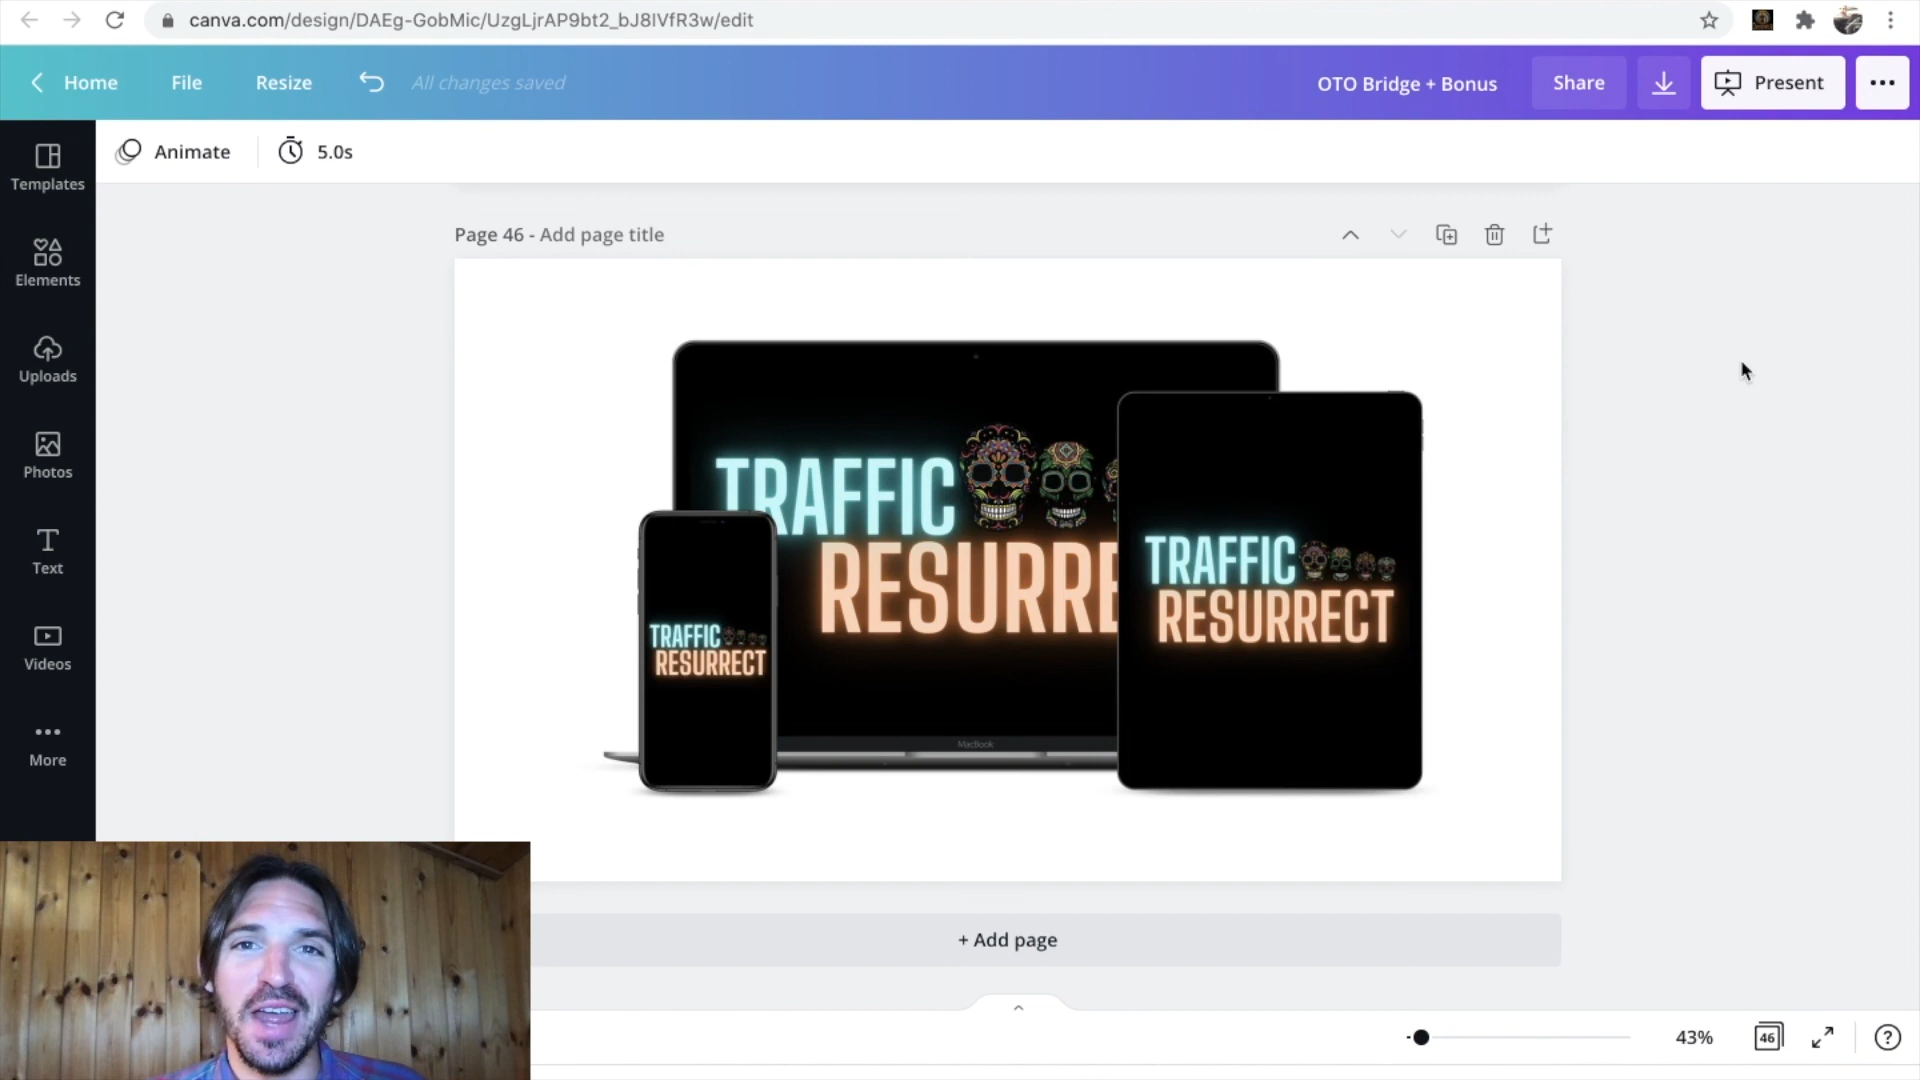 canva.com/design/DAEg-GobMic/UzgLjrAP9bt2_bJ8IVfR3w/edit
Home File Resize All changes saved OTO Bridge + Bonus Share Present
Animate 5.0s
Templates
Elements
Uploads
Photos
Text
Videos
More
Page 46 - Add page title
TRAFFIC
RESURRE
MacBook
TRAFFIC
RESURRECT
TRAFFIC
RESURRECT
+ Add page
43% 46 ?